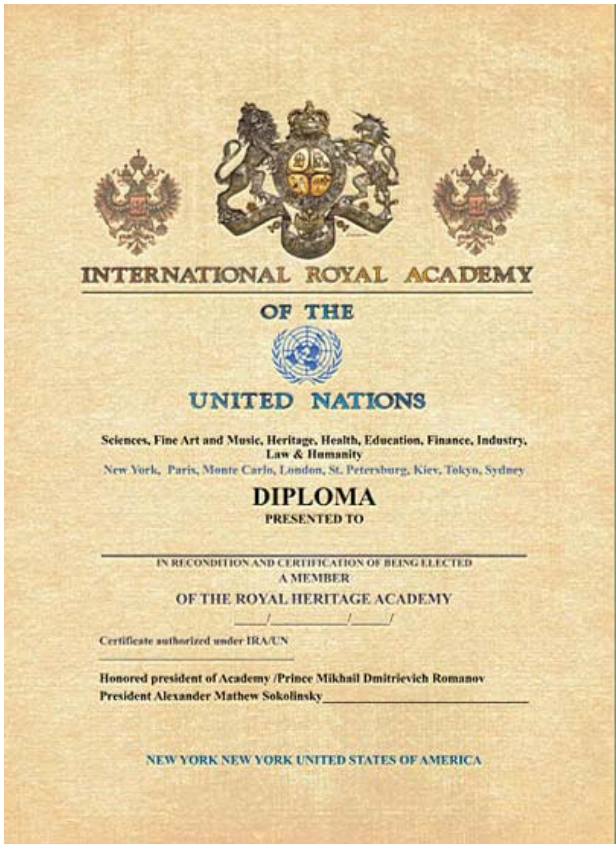 INTERNATIONAL ROYAL ACADEMY
OF THE
UNITED NATIONS
Sciences, Fine Art and Music, Heritage, Health, Education, Finance, Industry,
Law & Humanity
New York, Paris, Monte Carlo, London, St. Petersburg, Kiev, Tokyo, Sydney
DIPLOMA
PRESENTED TO
IN RECONDITION AND CERTIFICATION OF BEING ELECTED
A MEMBER
OF THE ROYAL HERITAGE ACADEMY
____/__________/_____/
Certificate authorized under IRA/UN
Honored president of Academy /Prince Mikhail Dmitrievich Romanov
President Alexander Mathew Sokolinsky
NEW YORK NEW YORK UNITED STATES OF AMERICA